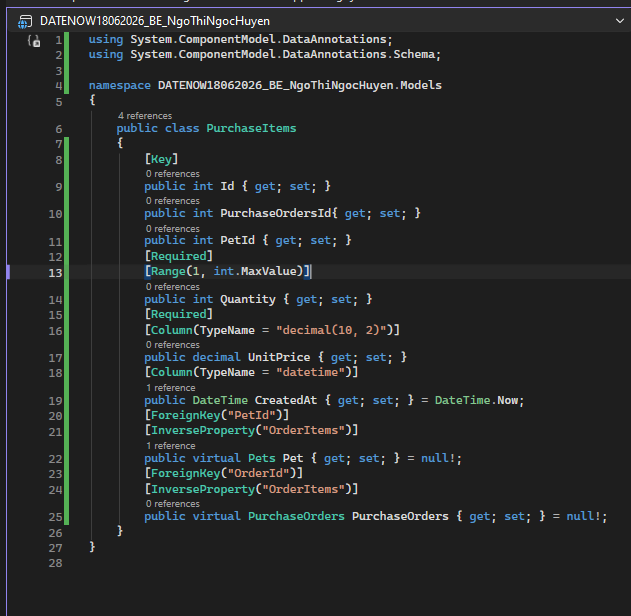 DATENOW18062026_BE_NgoThiNgocHuyen
1 using System.ComponentModel.DataAnnotations;
2 using System.ComponentModel.DataAnnotations.Schema;
3
4 namespace DATENOW18062026_BE_NgoThiNgocHuyen.Models
5 {
4 references
6 public class PurchaseItems
7 {
8 [Key]
0 references
9 public int Id { get; set; }
0 references
10 public int PurchaseOrdersId{ get; set; }
0 references
11 public int PetId { get; set; }
12 [Required]
13 [Range(1, int.MaxValue)]
0 references
14 public int Quantity { get; set; }
15 [Required]
16 [Column(TypeName = "decimal(10, 2)")]
0 references
17 public decimal UnitPrice { get; set; }
18 [Column(TypeName = "datetime")]
1 reference
19 public DateTime CreatedAt { get; set; } = DateTime.Now;
20 [ForeignKey("PetId")]
21 [InverseProperty("OrderItems")]
1 reference
22 public virtual Pets Pet { get; set; } = null!;
23 [ForeignKey("OrderId")]
24 [InverseProperty("OrderItems")]
0 references
25 public virtual PurchaseOrders PurchaseOrders { get; set; } = null!;
26 }
27 }
28